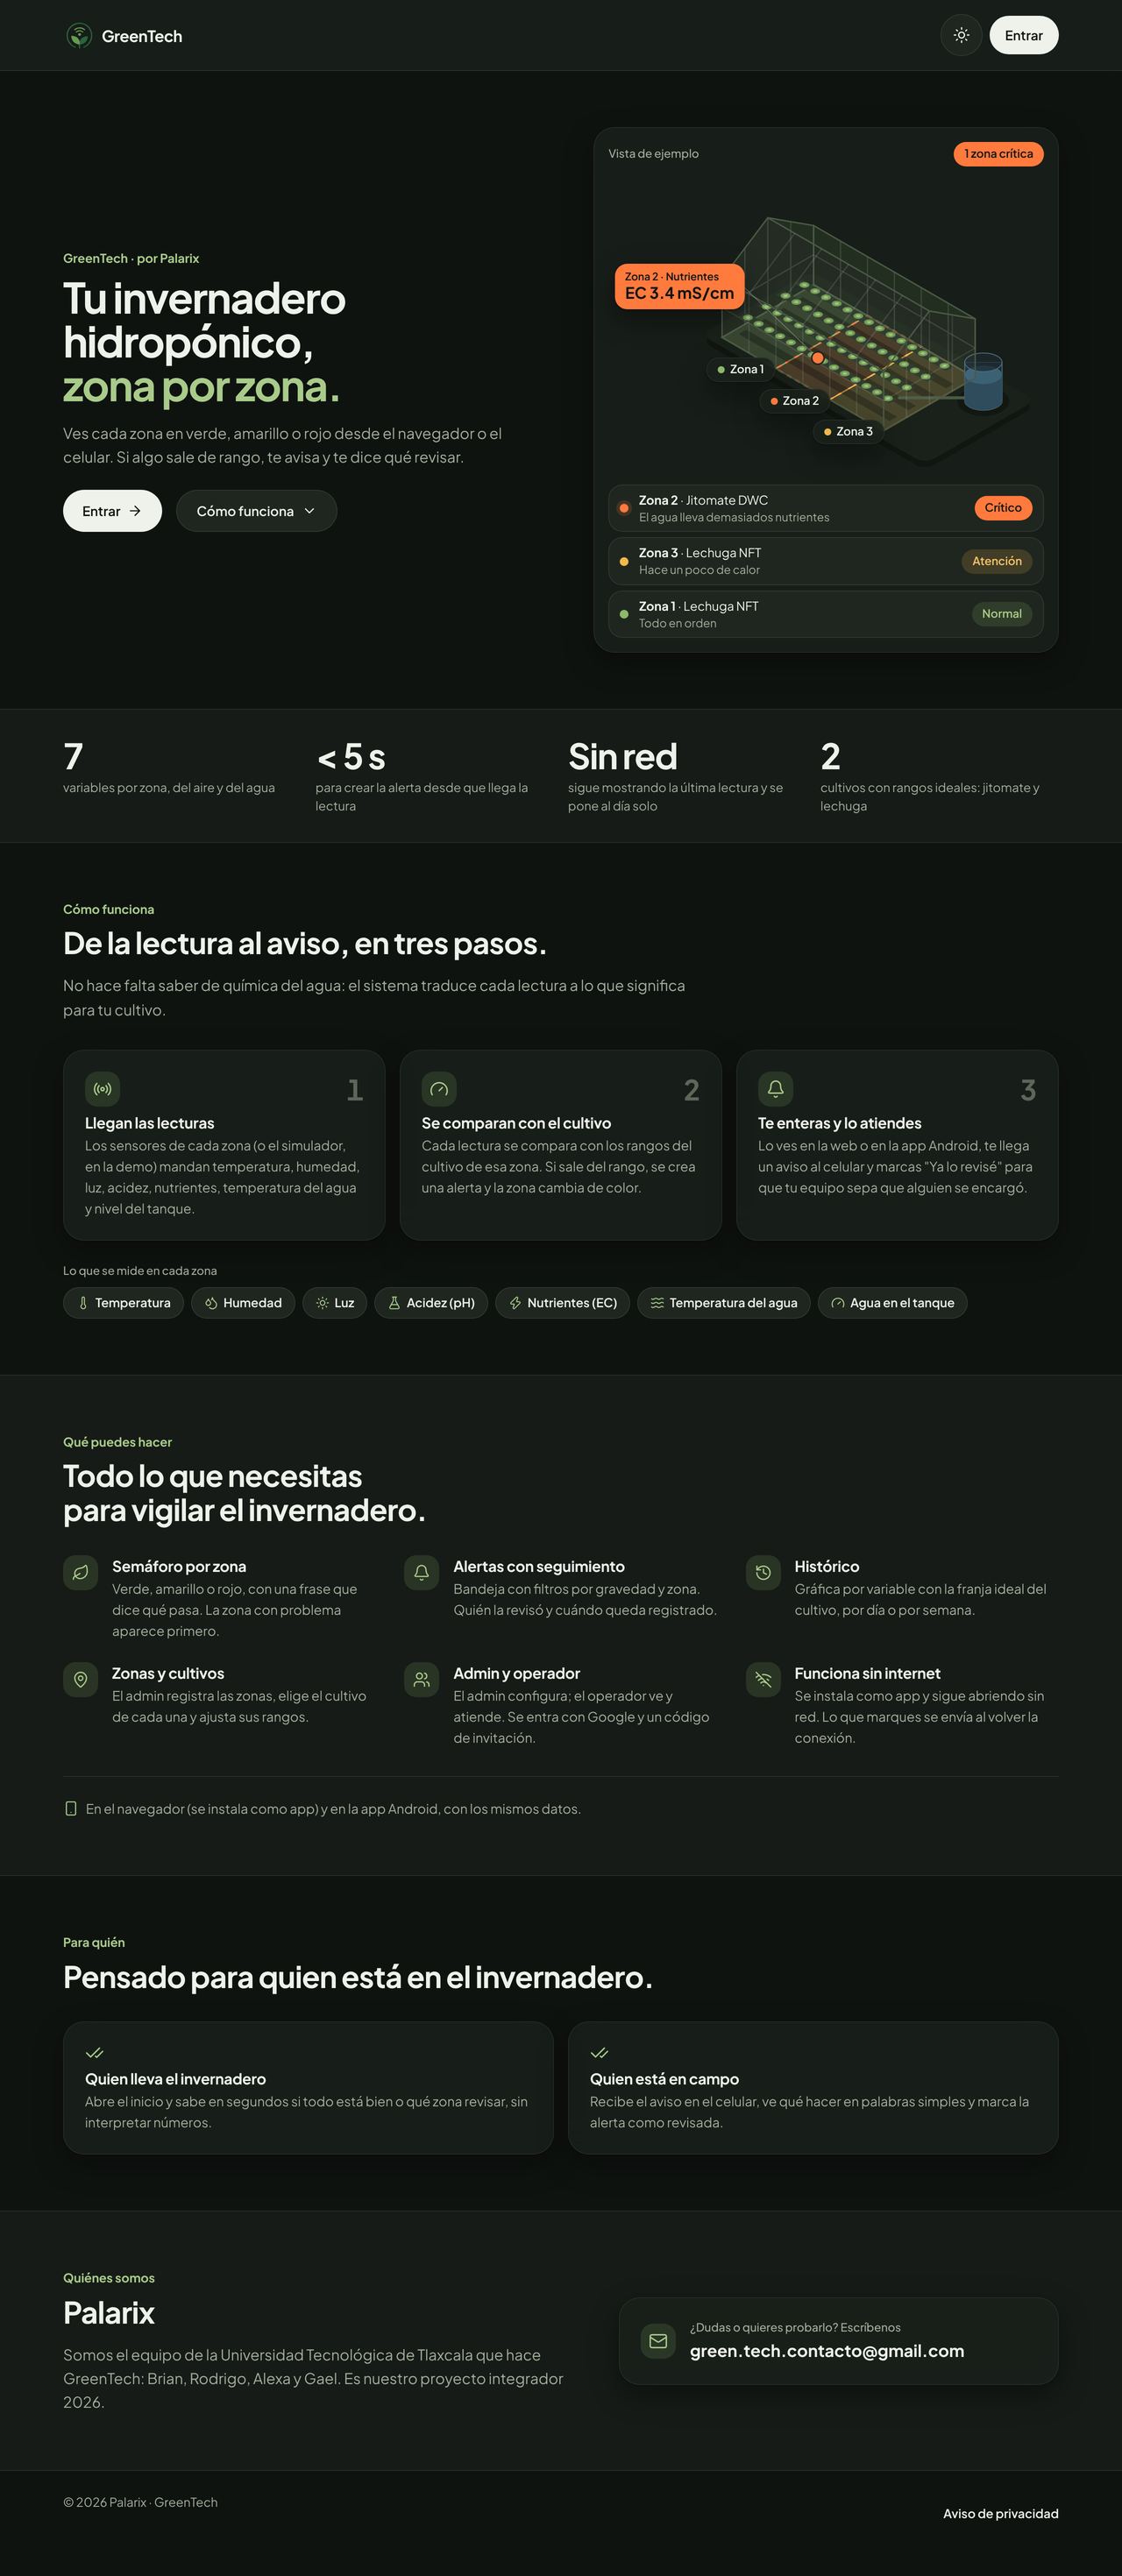 GreenTech
Entrar
GreenTech · por Palarix
Tu invernadero
hidropónico,
zona por zona.
Ves cada zona en verde, amarillo o rojo desde el navegador o el
celular. Si algo sale de rango, te avisa y te dice qué revisar.
Entrar
Cómo funciona
Vista de ejemplo
1 zona crítica
Zona 2 · Nutrientes
EC 3.4 mS/cm
Zona 1
Zona 2
Zona 3
Zona 2 · Jitomate DWC
El agua lleva demasiados nutrientes
Crítico
Zona 3 · Lechuga NFT
Hace un poco de calor
Atención
Zona 1 · Lechuga NFT
Todo en orden
Normal
7
variables por zona, del aire y del agua
< 5 s
para crear la alerta desde que llega la
lectura
Sin red
sigue mostrando la última lectura y se
pone al día solo
2
cultivos con rangos ideales: jitomate y
lechuga
Cómo funciona
De la lectura al aviso, en tres pasos.
No hace falta saber de química del agua: el sistema traduce cada lectura a lo que significa
para tu cultivo.
1
Llegan las lecturas
Los sensores de cada zona (o el simulador,
en la demo) mandan temperatura, humedad,
luz, acidez, nutrientes, temperatura del agua
y nivel del tanque.
2
Se comparan con el cultivo
Cada lectura se compara con los rangos del
cultivo de esa zona. Si sale del rango, se crea
una alerta y la zona cambia de color.
3
Te enteras y lo atiendes
Lo ves en la web o en la app Android, te llega
un aviso al celular y marcas "Ya lo revisé" para
que tu equipo sepa que alguien se encargó.
Lo que se mide en cada zona
Temperatura
Humedad
Luz
Acidez (pH)
Nutrientes (EC)
Temperatura del agua
Agua en el tanque
Qué puedes hacer
Todo lo que necesitas
para vigilar el invernadero.
Semáforo por zona
Verde, amarillo o rojo, con una frase que
dice qué pasa. La zona con problema
aparece primero.
Alertas con seguimiento
Bandeja con filtros por gravedad y zona.
Quién la revisó y cuándo queda registrado.
Histórico
Gráfica por variable con la franja ideal del
cultivo, por día o por semana.
Zonas y cultivos
El admin registra las zonas, elige el cultivo
de cada una y ajusta sus rangos.
Admin y operador
El admin configura; el operador ve y
atiende. Se entra con Google y un código
de invitación.
Funciona sin internet
Se instala como app y sigue abriendo sin
red. Lo que marques se envía al volver la
conexión.
En el navegador (se instala como app) y en la app Android, con los mismos datos.
Para quién
Pensado para quien está en el invernadero.
Quien lleva el invernadero
Abre el inicio y sabe en segundos si todo está bien o qué zona revisar, sin
interpretar números.
Quien está en campo
Recibe el aviso en el celular, ve qué hacer en palabras simples y marca la
alerta como revisada.
Quiénes somos
Palarix
Somos el equipo de la Universidad Tecnológica de Tlaxcala que hace
GreenTech: Brian, Rodrigo, Alexa y Gael. Es nuestro proyecto integrador
2026.
¿Dudas o quieres probarlo? Escríbenos
green.tech.contacto@gmail.com
© 2026 Palarix · GreenTech
Aviso de privacidad